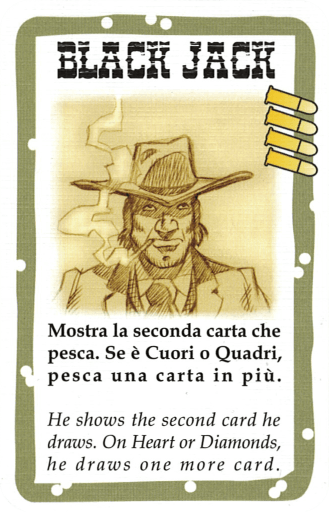 BLACK JACK
Mostra la seconda carta che
pesca. Se è Cuori o Quadri,
pesca una carta in più.
He shows the second card he
draws. On Heart or Diamonds,
he draws one more card.